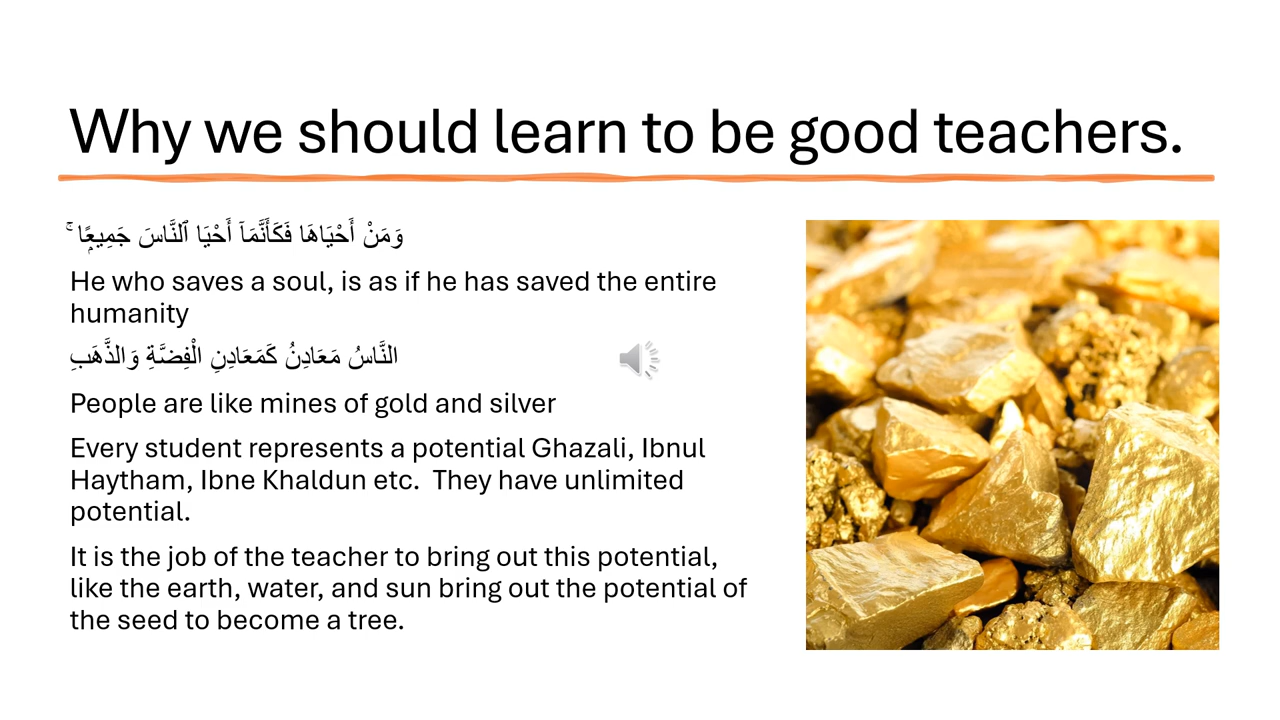 Why we should learn to be good teachers.
وَمَنْ أَحْيَاهَا فَكَأَنَّمَآ أَحْيَا ٱلنَّاسَ جَمِيعًۭا ۚ
He who saves a soul, is as if he has saved the entire
humanity
النَّاسُ مَعَادِنُ كَمَعَادِنِ الْفِضَّةِ وَالذَّهَبِ
People are like mines of gold and silver
Every student represents a potential Ghazali, Ibnul
Haytham, Ibne Khaldun etc.  They have unlimited
potential.
It is the job of the teacher to bring out this potential,
like the earth, water, and sun bring out the potential of
the seed to become a tree.